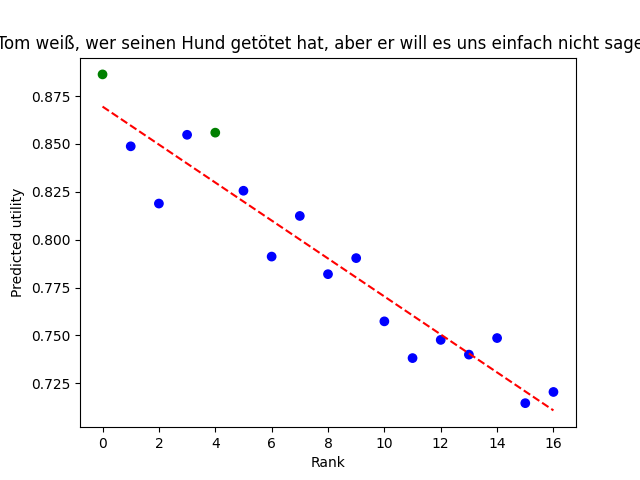 Tom weiß, wer seinen Hund getötet hat, aber er will es uns einfach nicht sage
Predicted utility
0.875
0.850
0.825
0.800
0.775
0.750
0.725
0 2 4 6 8 10 12 14 16
Rank